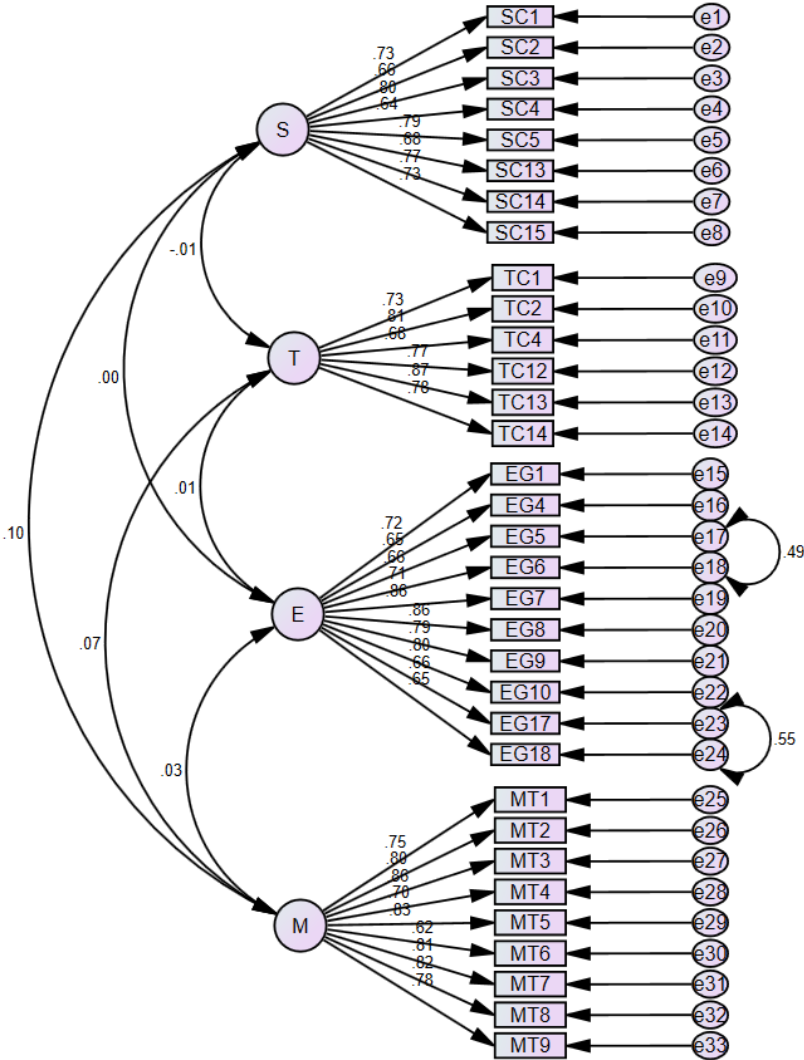 SC1 e1
.73
SC2 e2
.66
SC3 e3
.80
.64
SC4 e4
.79
S
SC5 e5
.68
.77
SC13 e6
.73
SC14 e7
SC15 e8
-.01
TC1 e9
.73
TC2 e10
.81
.68
TC4 e11
.77
T
TC12 e12
.87
.00
.78
TC13 e13
TC14 e14
EG1 e15
.01
EG4 e16
.72
.10
EG5 e17
.65
.49
.66
EG6 e18
.71
.86
EG7 e19
.86
E
EG8 e20
.79
.07
.80
EG9 e21
.66
.65
EG10 e22
EG17 e23
.55
EG18 e24
.03
MT1 e25
MT2 e26
.75
.80
MT3 e27
.86
MT4 e28
.70
.83
MT5 e29
M
.62
.81
MT6 e30
.82
.78
MT7 e31
MT8 e32
MT9 e33